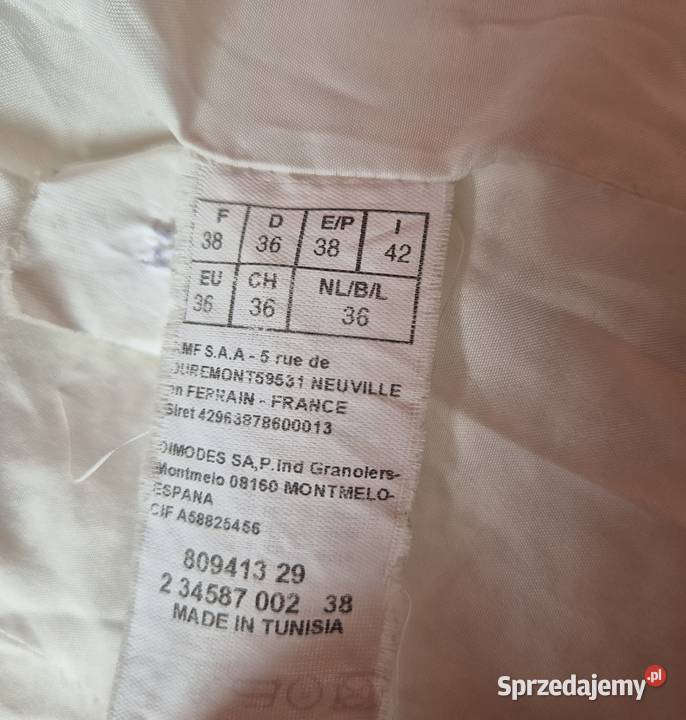 F D E/P I
38 36 38 42
EU CH NL/B/L
36 36 36
AMF S.A.A - 5 rue de
DUREMONT59531 NEUVILLE
en FERRAIN - FRANCE
Siret 42963878600013
DIMODES SA,P.Ind Granolers-
Montmelo 08160 MONTMELO-
ESPANA
CIF A58825456
809413 29
2 34587 002 38
MADE IN TUNISIA
Sprzedajemy.pl